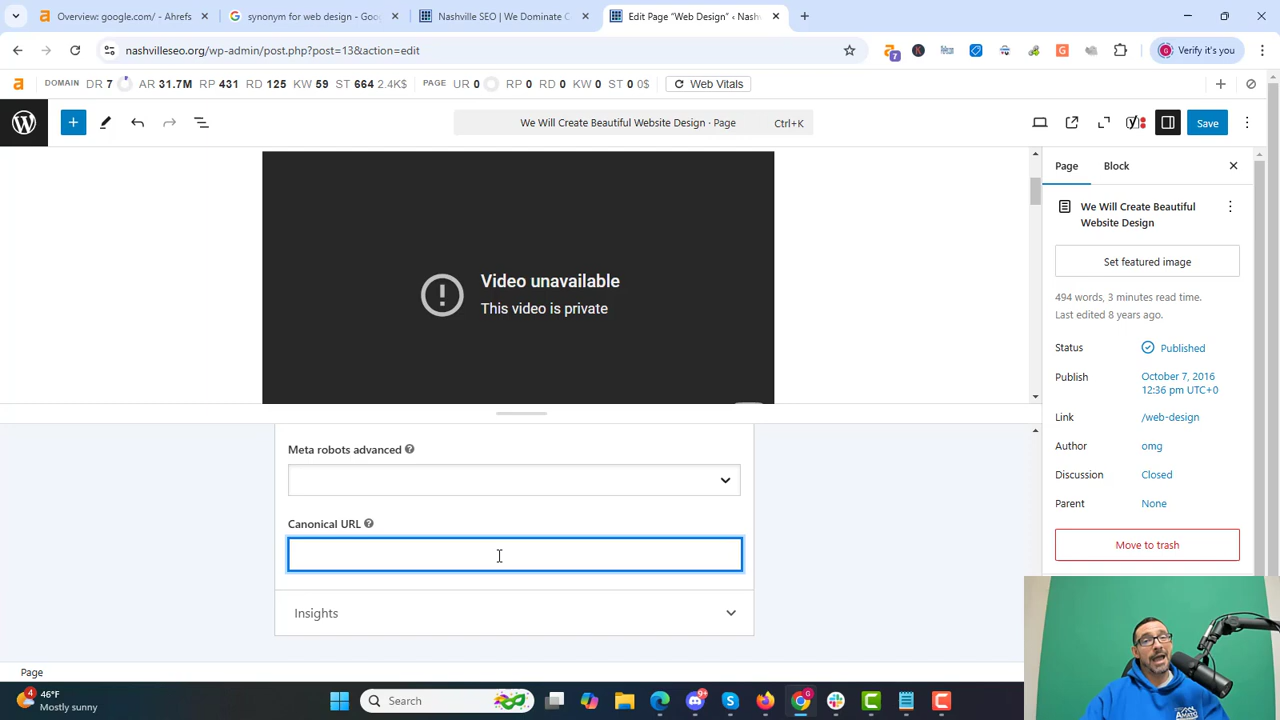 Overview: google.com/ - Ahrefs
synonym for web design - Goo
Nashville SEO | We Dominate C
Edit Page "Web Design" ‹ Nash
nashvilleseo.org/wp-admin/post.php?post=13&action=edit
7
Verify it's you
DOMAIN DR 7 AR 31.7M RP 431 RD 125 KW 59 ST 664 2.4K$ PAGE UR 0 RP 0 RD 0 KW 0 ST 0 0$ Web Vitals
We Will Create Beautiful Website Design · Page Ctrl+K
Save
Page Block
We Will Create Beautiful
Website Design
Set featured image
494 words, 3 minutes read time.
Last edited 8 years ago.
Status Published
Publish October 7, 2016
12:36 pm UTC+0
Link /web-design
Author omg
Discussion Closed
Parent None
Move to trash
Video unavailable
This video is private
Meta robots advanced
Canonical URL
Insights
Page
4
46°F
Mostly sunny
Search